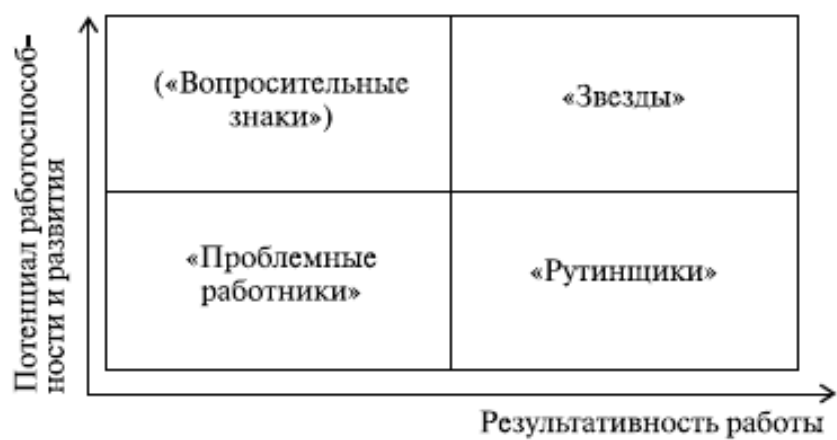 Потенциал работоспособ-
ности и развития
(«Вопросительные
знаки»)
«Звезды»
«Проблемные
работники»
«Рутинщики»
Результативность работы